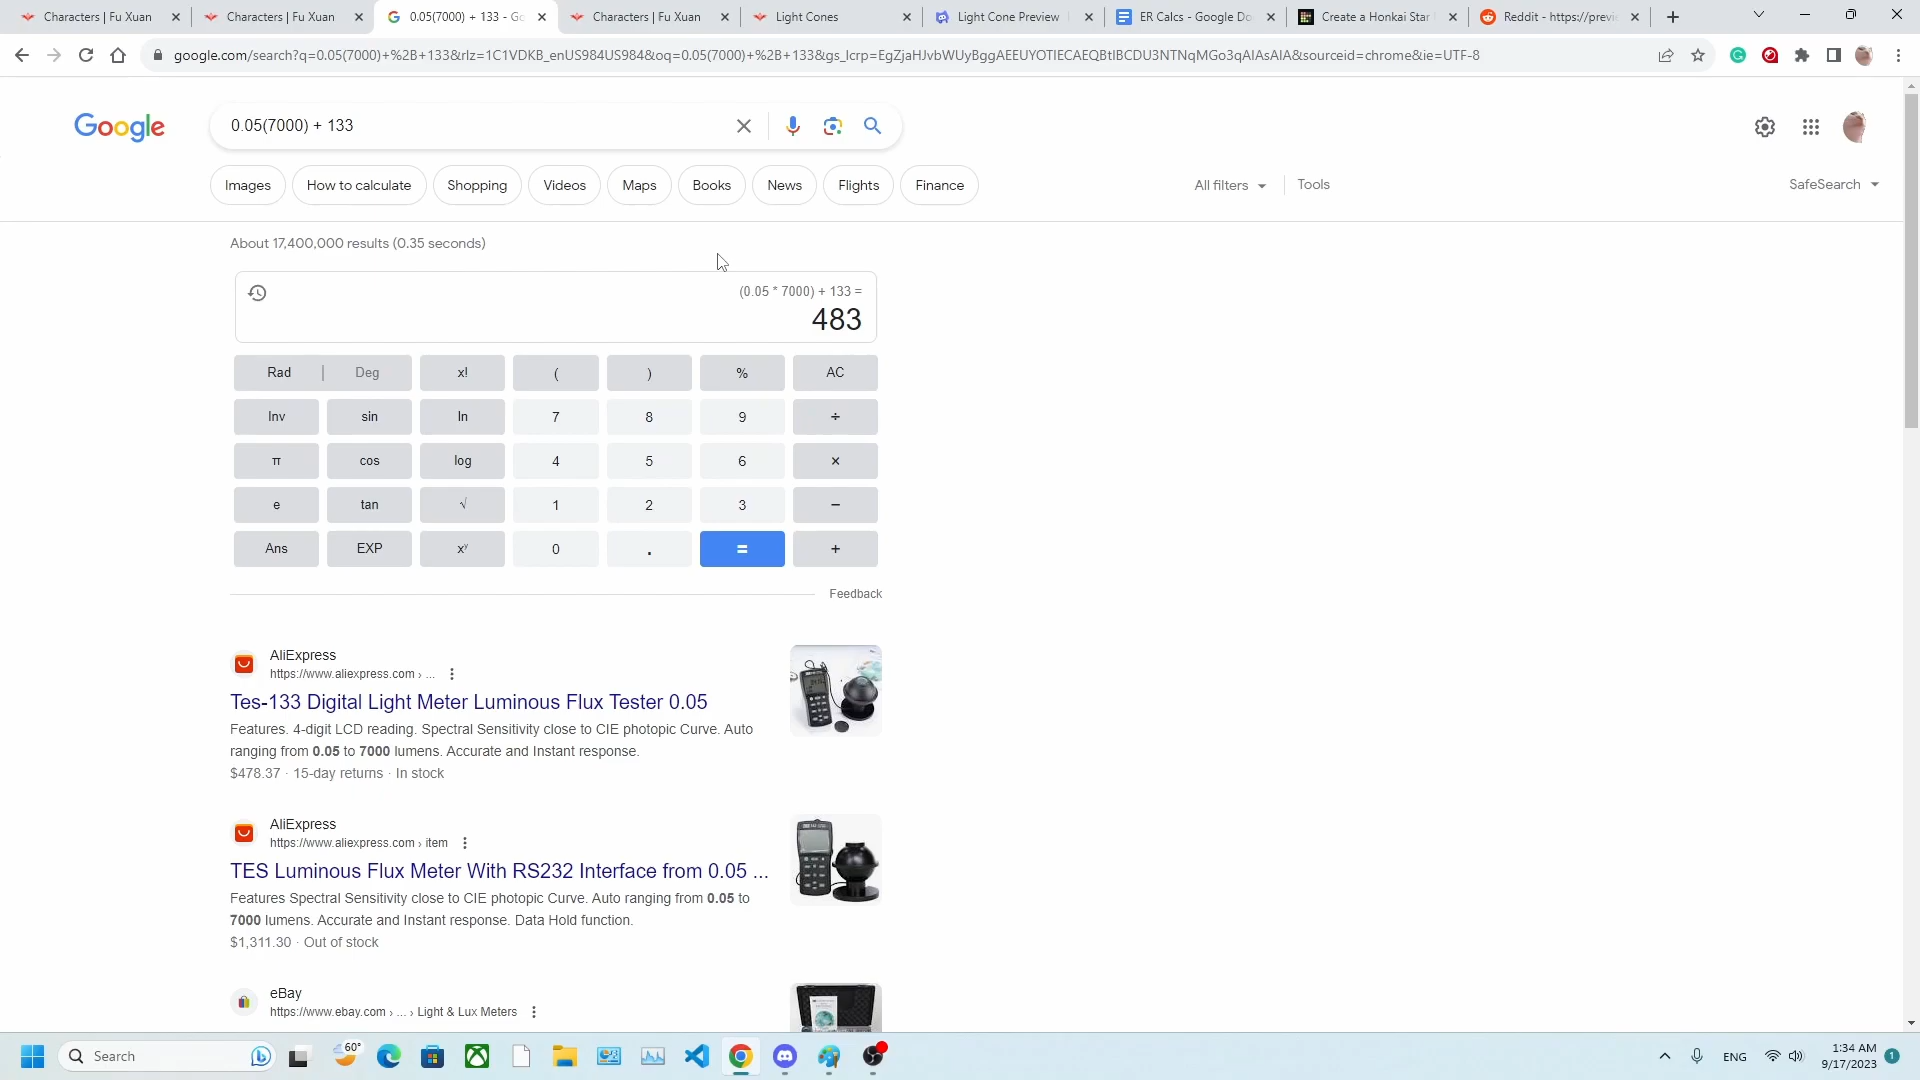 Characters | Fu Xuan
Characters | Fu Xuan
0.05(7000) + 133 - Go
Characters | Fu Xuan
Light Cones
Light Cone Preview
ER Calcs - Google Do
Create a Honkai Star
Reddit - https://previe
google.com/search?q=0.05(7000)+%2B+133&rlz=1C1VDKB_enUS984US984&oq=0.05(7000)+%2B+133&gs_lcrp=EgZjaHJvbWUyBggAEEUYOTIECAEQBtIBCDU3NTNqMGo3qAIAsAIA&sourceid=chrome&ie=UTF-8
Google
0.05(7000) + 133
Images
How to calculate
Shopping
Videos
Maps
Books
News
Flights
Finance
All filters
Tools
SafeSearch
About 17,400,000 results (0.35 seconds)
(0.05 * 7000) + 133 =
483
Rad | Deg x! ( ) % AC
Inv sin ln 7 8 9 ÷
π cos log 4 5 6 ×
e tan √ 1 2 3 −
Ans EXP xʸ 0 . = +
Feedback
AliExpress
https://www.aliexpress.com › ...
Tes-133 Digital Light Meter Luminous Flux Tester 0.05
Features. 4-digit LCD reading. Spectral Sensitivity close to CIE photopic Curve. Auto
ranging from 0.05 to 7000 lumens. Accurate and Instant response.
$478.37 · 15-day returns · In stock
AliExpress
https://www.aliexpress.com › item
TES Luminous Flux Meter With RS232 Interface from 0.05 ...
Features Spectral Sensitivity close to CIE photopic Curve. Auto ranging from 0.05 to
7000 lumens. Accurate and Instant response. Data Hold function.
$1,311.30 · Out of stock
eBay
https://www.ebay.com › ... › Light & Lux Meters
Search
60°
ENG
1:34 AM
9/17/2023
1